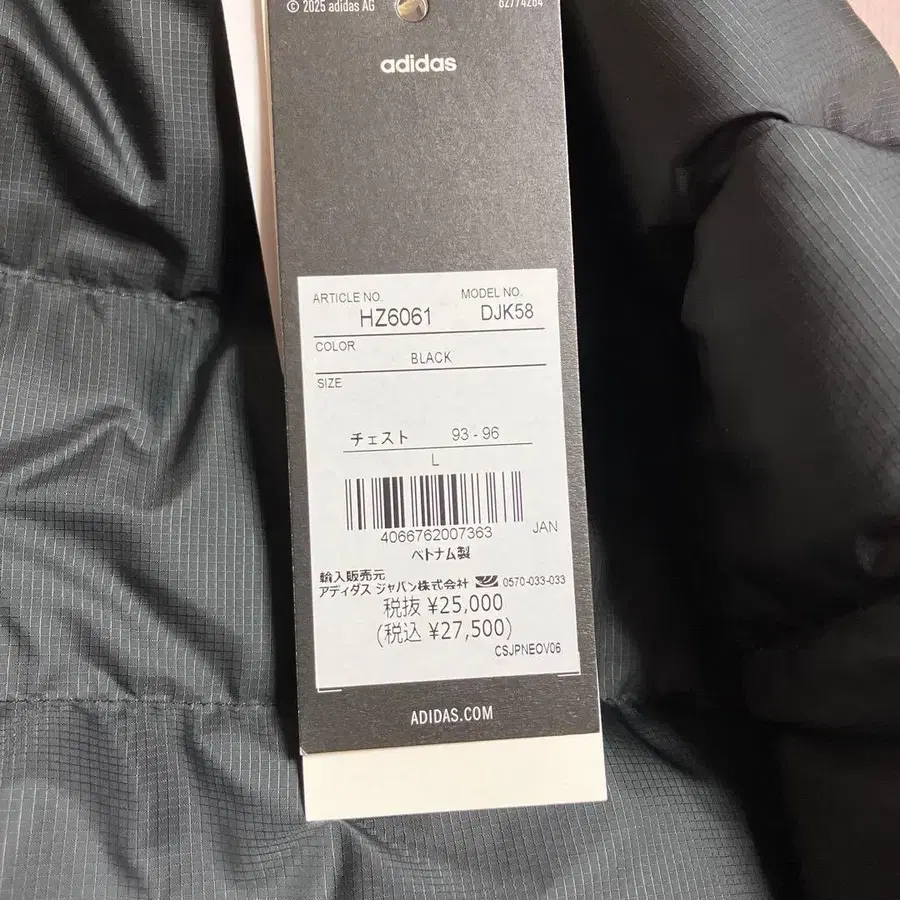 © 2025 adidas AG
62774284
adidas
ARTICLE NO. MODEL NO.
HZ6061 DJK58
COLOR
BLACK
SIZE
チェスト 93 - 96
L
4066762007363 JAN
ベトナム製
輸入販売元
アディダス ジャパン株式会社 0570-033-033
税抜 ¥25,000
(税込 ¥27,500)
CSJPNEOV06
ADIDAS.COM